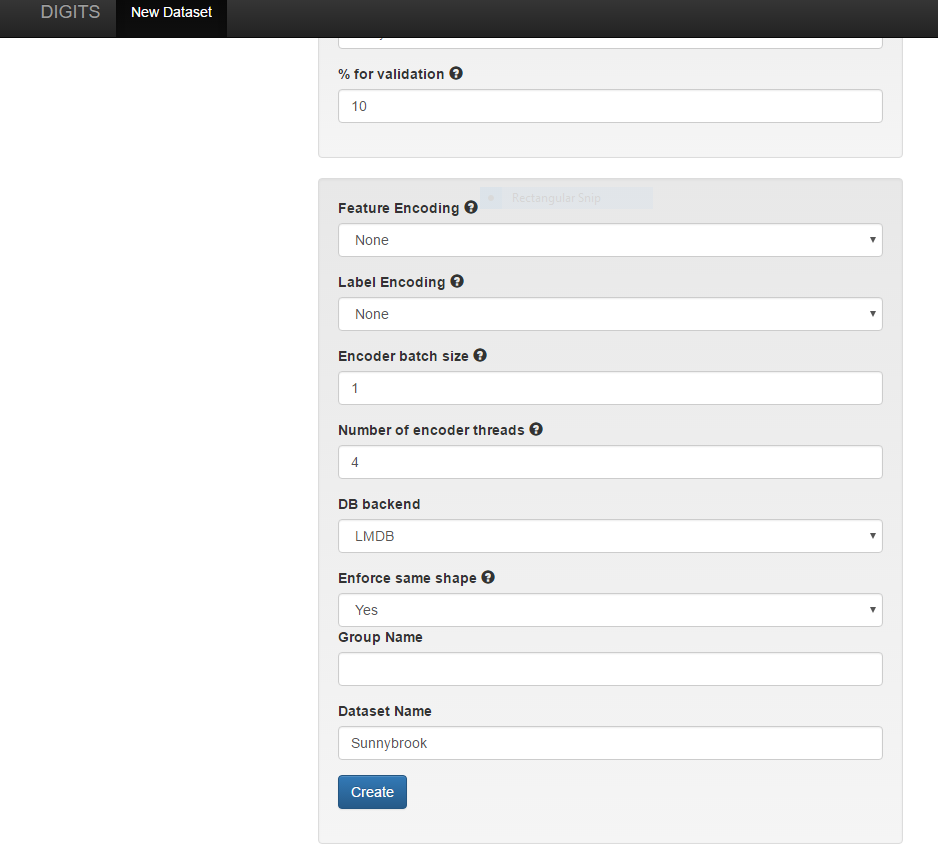 DIGITS New Dataset
% for validation
10
Rectangular Snip
Feature Encoding
None
Label Encoding
None
Encoder batch size
1
Number of encoder threads
4
DB backend
LMDB
Enforce same shape
Yes
Group Name
Dataset Name
Sunnybrook
Create